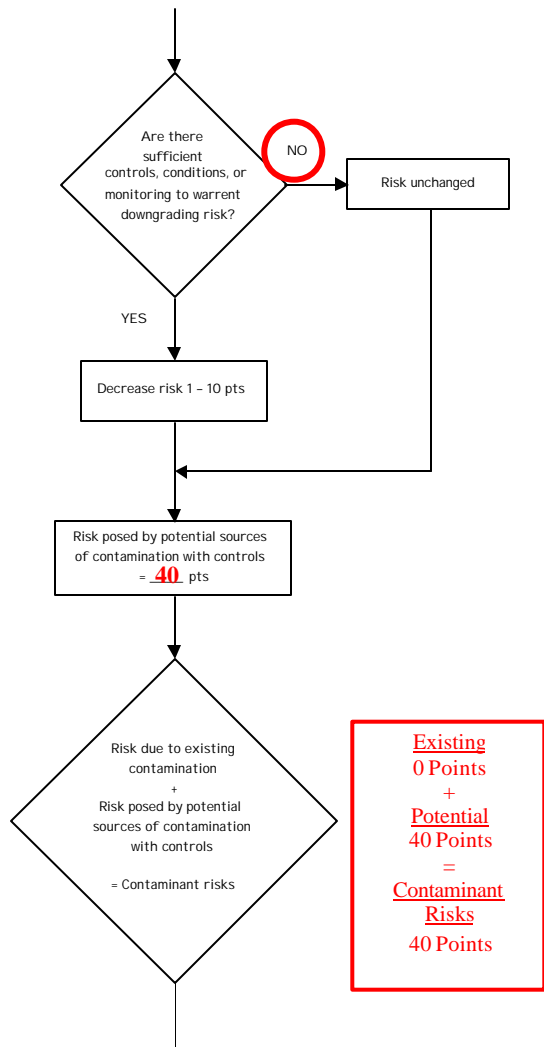 Are there
sufficient
controls, conditions, or
monitoring to warrent
downgrading risk?
NO
Risk unchanged
YES
Decrease risk 1 – 10 pts
Risk posed by potential sources
of contamination with controls
= 40 pts
Risk due to existing
contamination
+
Risk posed by potential
sources of contamination
with controls
= Contaminant risks
Existing
0 Points
+
Potential
40 Points
=
Contaminant
Risks
40 Points